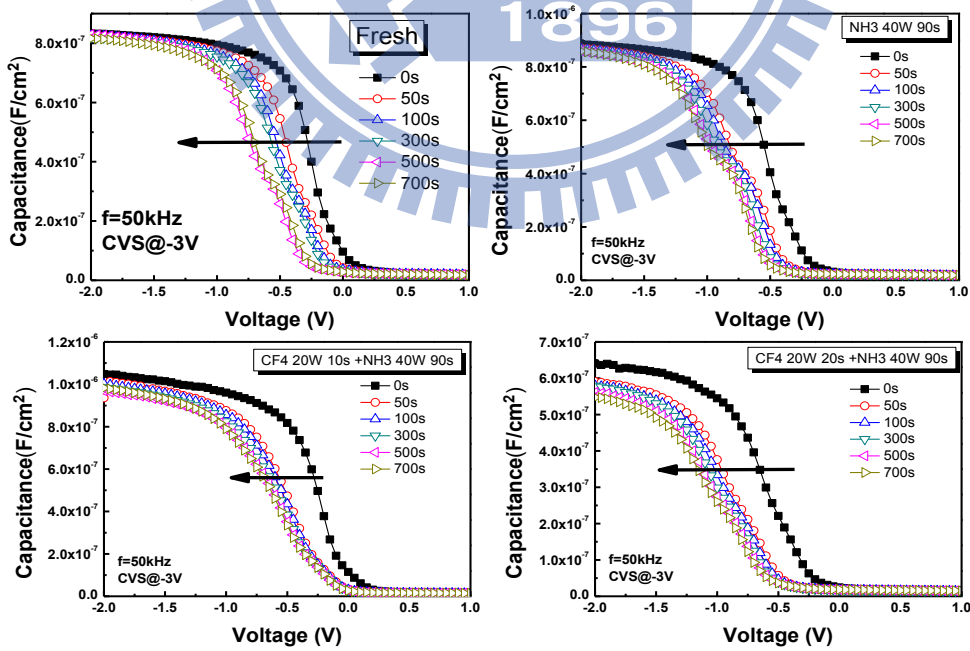 1896
Fresh
0s
50s
100s
300s
500s
700s
f=50kHz
CVS@-3V
Capacitance(F/cm²)
8.0x10⁻⁷
6.0x10⁻⁷
4.0x10⁻⁷
2.0x10⁻⁷
0.0
-2.0 -1.5 -1.0 -0.5 0.0 0.5 1.0
Voltage (V)
NH3 40W 90s
0s
50s
100s
300s
500s
700s
f=50kHz
CVS@-3V
Capacitance(F/cm²)
1.0x10⁻⁶
8.0x10⁻⁷
6.0x10⁻⁷
4.0x10⁻⁷
2.0x10⁻⁷
0.0
-2.0 -1.5 -1.0 -0.5 0.0 0.5 1.0
Voltage (V)
CF4 20W 10s +NH3 40W 90s
0s
50s
100s
300s
500s
700s
f=50kHz
CVS@-3V
Capacitance(F/cm²)
1.2x10⁻⁶
1.0x10⁻⁶
8.0x10⁻⁷
6.0x10⁻⁷
4.0x10⁻⁷
2.0x10⁻⁷
0.0
-2.0 -1.5 -1.0 -0.5 0.0 0.5 1.0
Voltage (V)
CF4 20W 20s +NH3 40W 90s
0s
50s
100s
300s
500s
700s
f=50kHz
CVS@-3V
Capacitance(F/cm²)
7.0x10⁻⁷
6.0x10⁻⁷
5.0x10⁻⁷
4.0x10⁻⁷
3.0x10⁻⁷
2.0x10⁻⁷
1.0x10⁻⁷
0.0
-2.0 -1.5 -1.0 -0.5 0.0 0.5 1.0
Voltage (V)